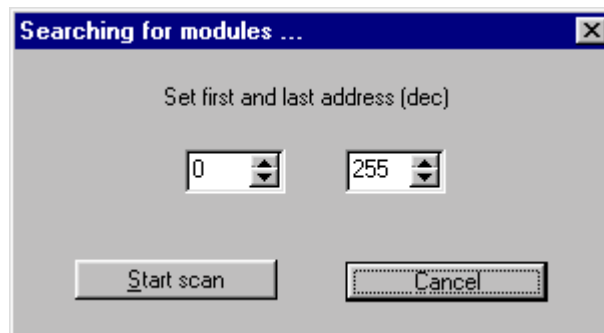 Searching for modules ...
Set first and last address (dec)
0 255
Start scan Cancel